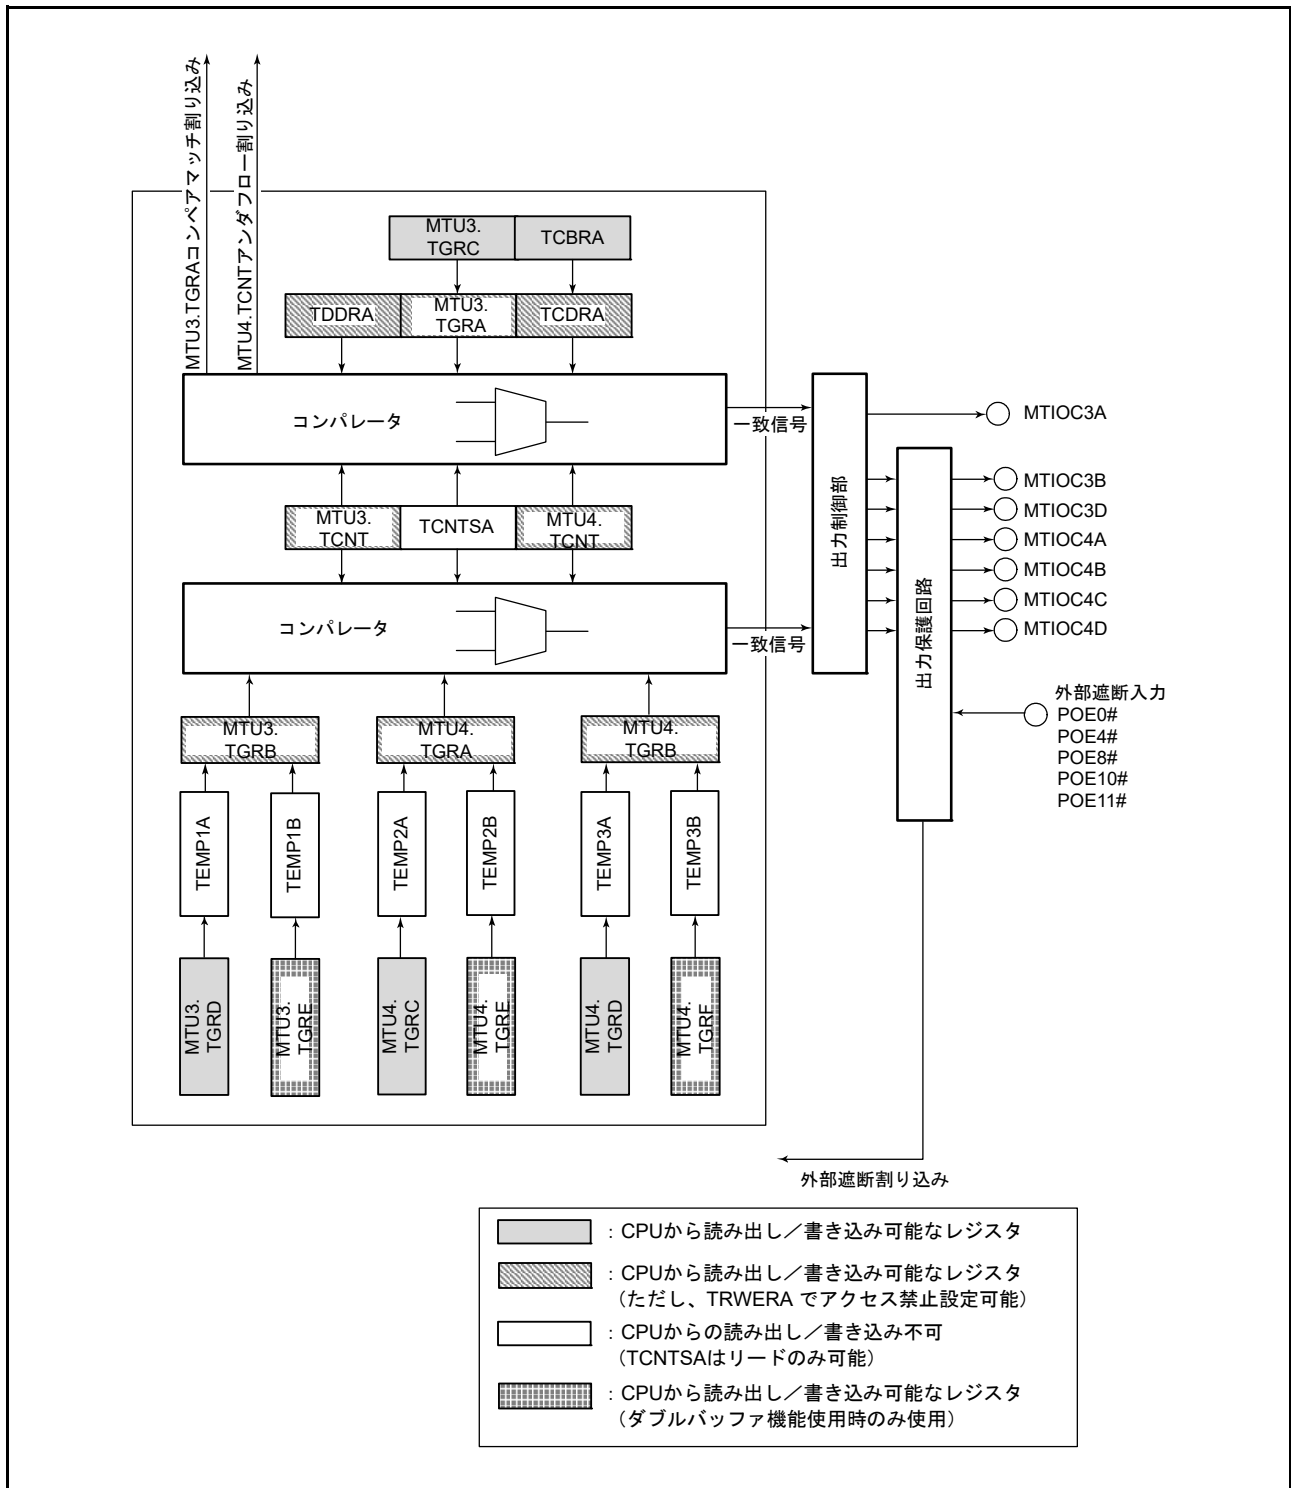 MTU3.TGRAコンペアマッチ割り込み
MTU4.TCNTアンダフロー割り込み
MTU3.
TGRC
TCBRA
TDDRA
MTU3.
TGRA
TCDRA
コンパレータ
一致信号
MTU3.
TCNT
TCNTSA
MTU4.
TCNT
コンパレータ
一致信号
出力制御部
出力保護回路
MTIOC3A
MTIOC3B
MTIOC3D
MTIOC4A
MTIOC4B
MTIOC4C
MTIOC4D
外部遮断入力
POE0#
POE4#
POE8#
POE10#
POE11#
MTU3.
TGRB
MTU4.
TGRA
MTU4.
TGRB
TEMP1A
TEMP1B
TEMP2A
TEMP2B
TEMP3A
TEMP3B
MTU3.
TGRD
MTU3.
TGRE
MTU4.
TGRC
MTU4.
TGRE
MTU4.
TGRD
MTU4.
TGRF
外部遮断割り込み
：CPUから読み出し／書き込み可能なレジスタ
：CPUから読み出し／書き込み可能なレジスタ
（ただし、TRWERA でアクセス禁止設定可能）
：CPUからの読み出し／書き込み不可
（TCNTSAはリードのみ可能）
：CPUから読み出し／書き込み可能なレジスタ
（ダブルバッファ機能使用時のみ使用）